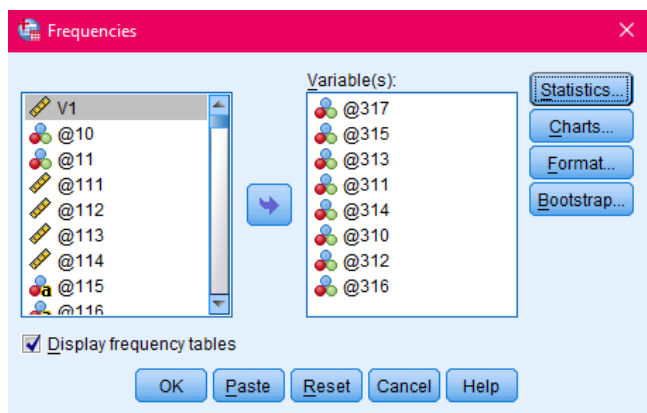 Frequencies
Variable(s):
V1
@10
@11
@111
@112
@113
@114
a @115
a @116
@317
@315
@313
@311
@314
@310
@312
@316
Statistics...
Charts...
Format...
Bootstrap...
Display frequency tables
OK
Paste
Reset
Cancel
Help